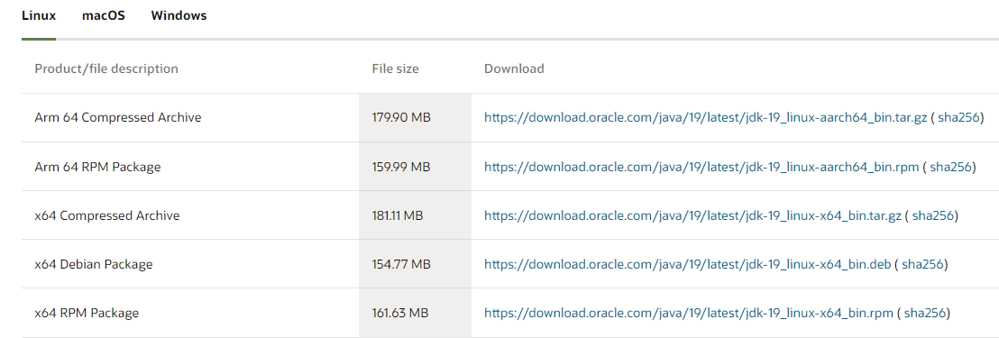 Linux macOS Windows
Product/file description File size Download
Arm 64 Compressed Archive 179.90 MB https://download.oracle.com/java/19/latest/jdk-19_linux-aarch64_bin.tar.gz ( sha256)
Arm 64 RPM Package 159.99 MB https://download.oracle.com/java/19/latest/jdk-19_linux-aarch64_bin.rpm ( sha256)
x64 Compressed Archive 181.11 MB https://download.oracle.com/java/19/latest/jdk-19_linux-x64_bin.tar.gz ( sha256)
x64 Debian Package 154.77 MB https://download.oracle.com/java/19/latest/jdk-19_linux-x64_bin.deb ( sha256)
x64 RPM Package 161.63 MB https://download.oracle.com/java/19/latest/jdk-19_linux-x64_bin.rpm ( sha256)